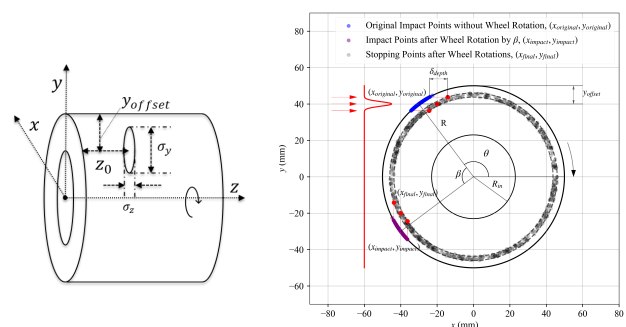 y
y_offset
x
z_0
σ_y
z
σ_z
Original Impact Points without Wheel Rotation, (x_original, y_original)
Impact Points after Wheel Rotation by β, (x_impact, y_impact)
Stopping Points after Wheel Rotations, (x_final, y_final)
80
60
40
20
0
−20
−40
−60
y (mm)
δ_depth
(x_original, y_original)
y_offset
R
θ
β
R_in
(x_final, y_final)
(x_impact, y_impact)
−80 −60 −40 −20 0 20 40 60 80
x (mm)